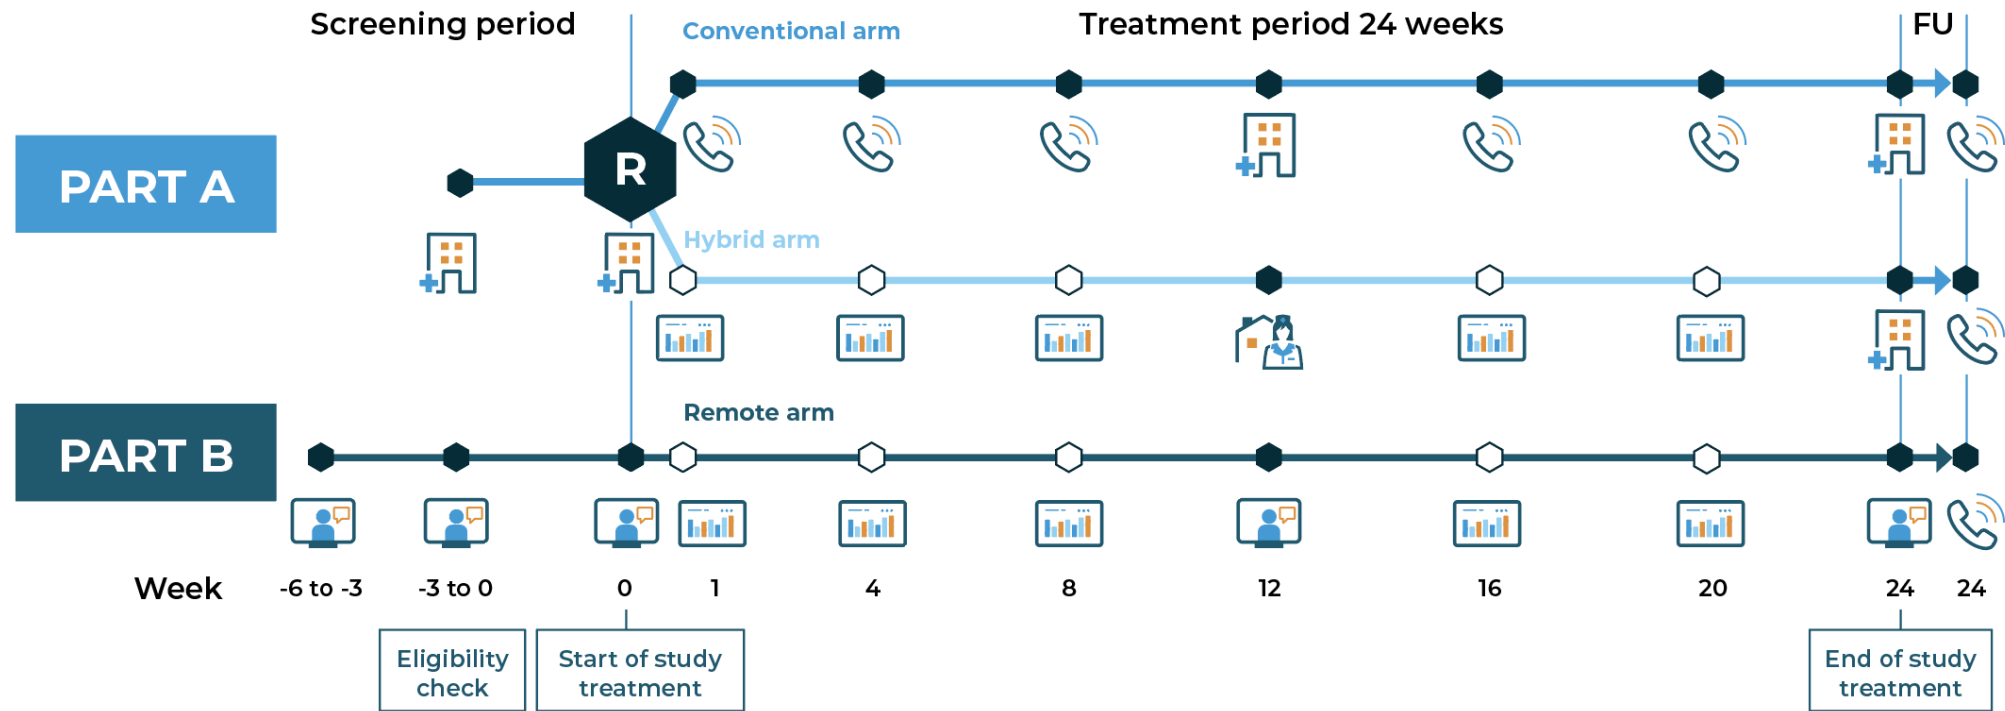 Screening period
Conventional arm
Treatment period 24 weeks
FU
PART A
R
Hybrid arm
Remote arm
PART B
Week -6 to -3 -3 to 0 0 1 4 8 12 16 20 24 24
Eligibility
check
Start of study
treatment
End of study
treatment